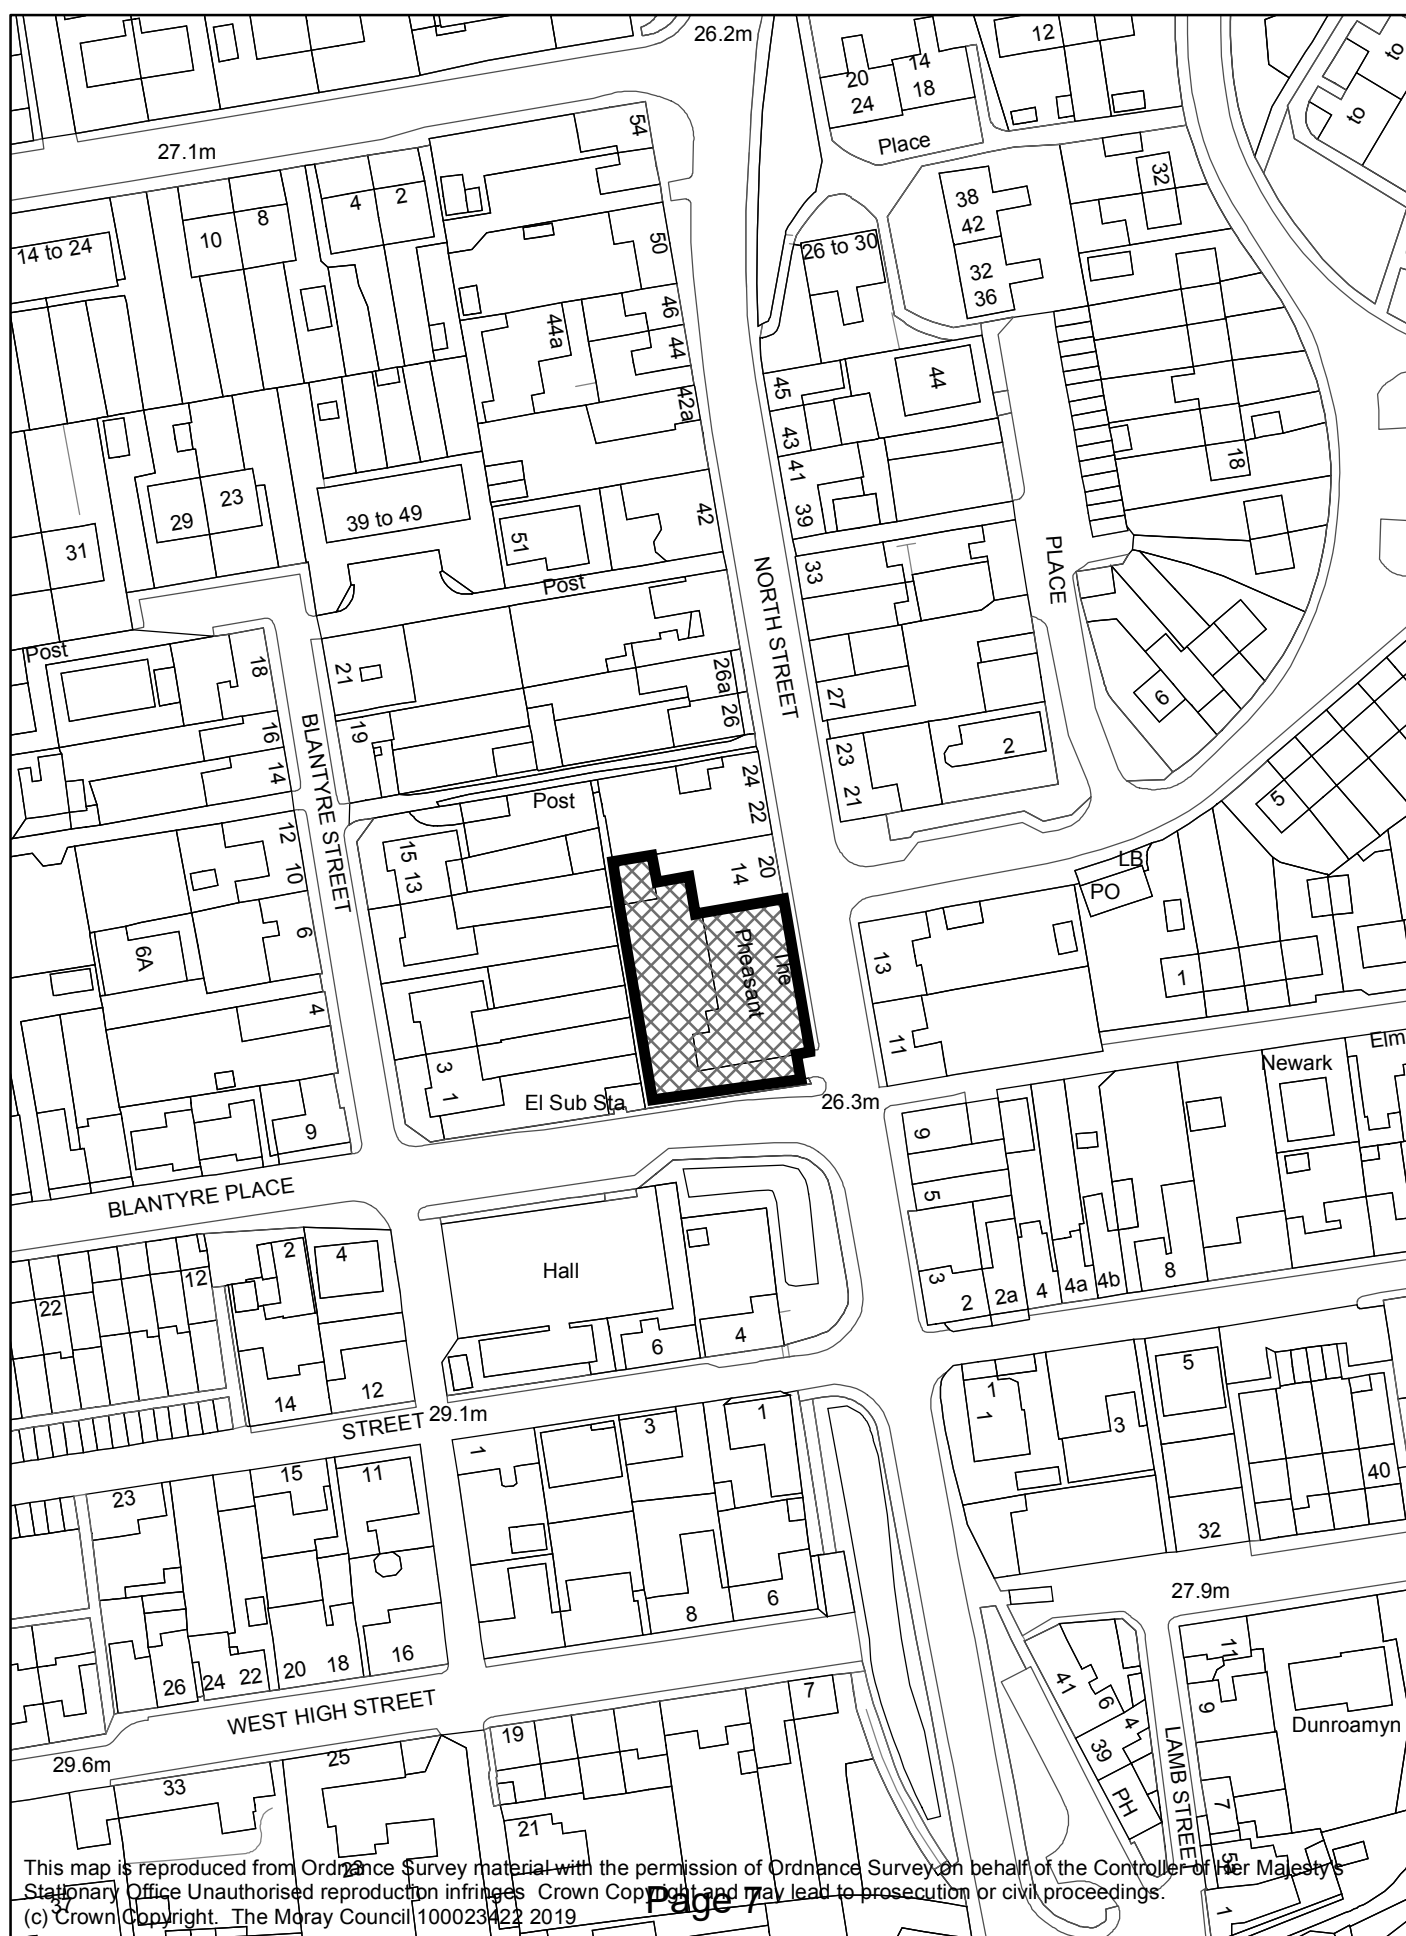 26.2m
12
to
to
20
24
14
18
Place
54
27.1m
32
38
42
4
2
10
8
14 to 24
50
26 to 30
32
36
46
44a
44
42a
45
44
43
41
18
39
42
29
23
39 to 49
31
51
Post
33
NORTH STREET
PLACE
Post
18
21
26a
26
27
6
16
14
BLANTYRE STREET
19
23
21
2
24
22
Post
5
12
10
15
13
20
14
LB
PO
6
6A
The
Pheasant
13
1
4
11
3
1
El Sub Sta
26.3m
Newark
Elm
9
9
5
BLANTYRE PLACE
2
4
12
22
Hall
3
2
2a
4
4a
4b
8
6
4
14
12
STREET
29.1m
1
3
1
1
1
3
5
40
15
11
23
32
27.9m
8
6
26
24
22
20
18
16
WEST HIGH STREET
7
19
41
6
4
39
PH
LAMB STREET
11
9
7
Dunroamyn
29.6m
25
33
21
23
5a
1
37
3
This map is reproduced from Ordnance Survey material with the permission of Ordnance Survey on behalf of the Controller of Her Majesty's
Stationary Office Unauthorised reproduction infringes Crown Copyright and may lead to prosecution or civil proceedings.
(c) Crown Copyright. The Moray Council 100023422 2019
Page 7